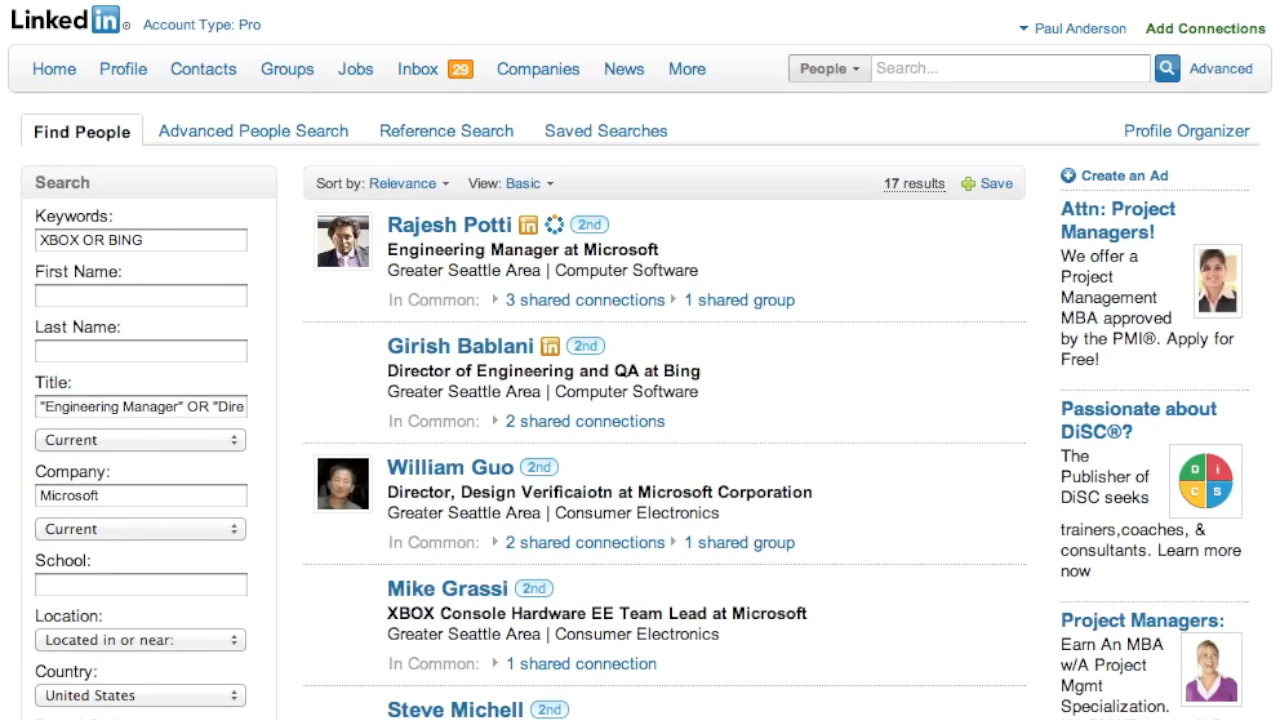 Linked in® Account Type: Pro
Paul Anderson Add Connections
Home Profile Contacts Groups Jobs Inbox 29 Companies News More People Search... Advanced
Find People Advanced People Search Reference Search Saved Searches Profile Organizer
Search
Keywords:
XBOX OR BING
First Name:
Last Name:
Title:
"Engineering Manager" OR "Dire
Current
Company:
Microsoft
Current
School:
Location:
Located in or near:
Country:
United States
Sort by: Relevance View: Basic 17 results Save
Rajesh Potti in 2nd
Engineering Manager at Microsoft
Greater Seattle Area | Computer Software
In Common: 3 shared connections 1 shared group
Girish Bablani in 2nd
Director of Engineering and QA at Bing
Greater Seattle Area | Computer Software
In Common: 2 shared connections
William Guo 2nd
Director, Design Verificaiotn at Microsoft Corporation
Greater Seattle Area | Consumer Electronics
In Common: 2 shared connections 1 shared group
Mike Grassi 2nd
XBOX Console Hardware EE Team Lead at Microsoft
Greater Seattle Area | Consumer Electronics
In Common: 1 shared connection
Steve Michell 2nd
Create an Ad
Attn: Project
Managers!
We offer a
Project
Management
MBA approved
by the PMI®. Apply for
Free!
Passionate about
DiSC®?
The
Publisher of
DiSC seeks
D i
C S
trainers,coaches, &
consultants. Learn more
now
Project Managers:
Earn An MBA
w/A Project
Mgmt
Specialization.